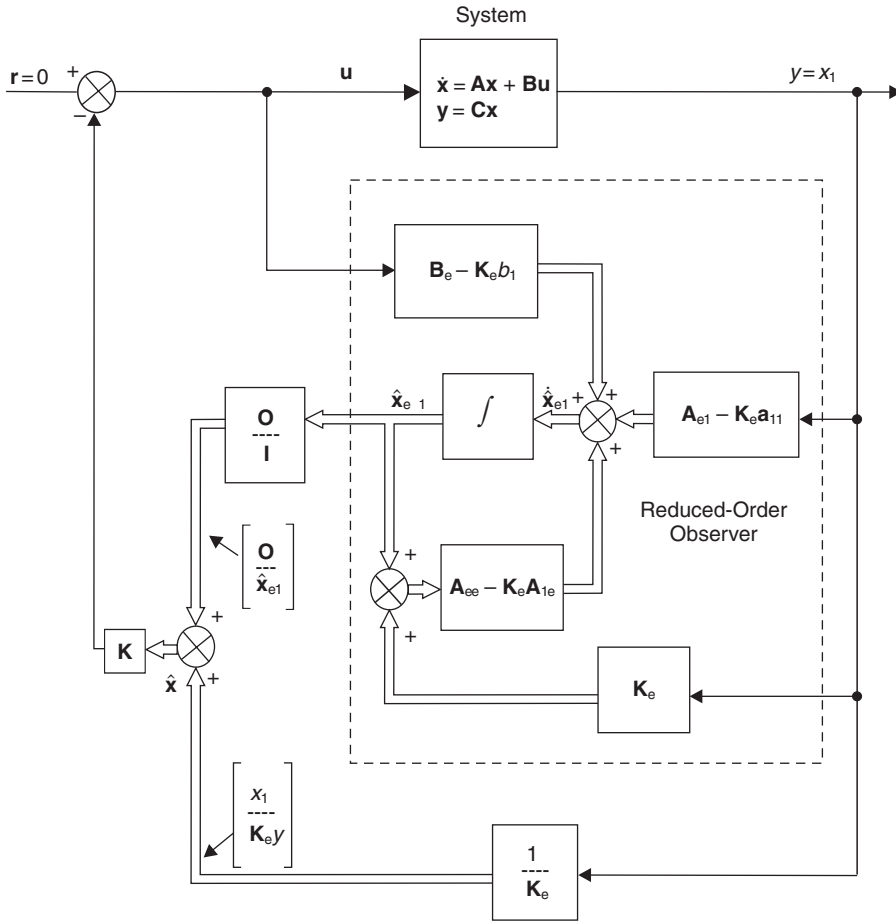 System
r = 0
+
−
u
ẋ = Ax + Bu
y = Cx
y = x₁
Bₑ – Kₑb₁
O
----
I
x̂ₑ 1
∫
x̂̇ₑ₁
+
+
+
Aₑ₁ – Kₑa₁₁
Reduced-Order
Observer
O
---
x̂ₑ₁
+
+
Aₑₑ – KₑA₁ₑ
K
x̂
+
+
Kₑ
x₁
----
Kₑy
1
----
Kₑ